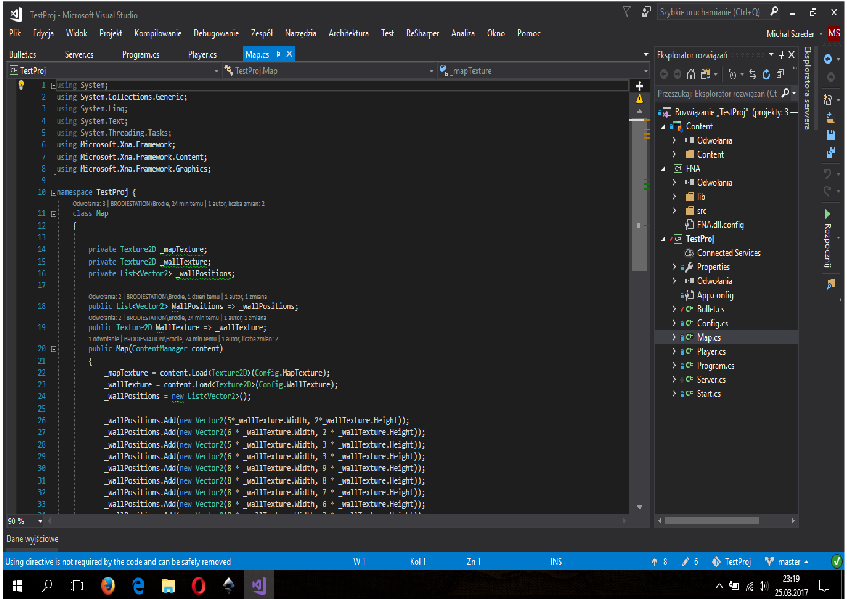 TestProj - Microsoft Visual Studio
Szybkie uruchamianie (Ctrl+Q)
Plik Edycja Widok Projekt Kompilowanie Debugowanie Zespół Narzędzia Architektura Test ReSharper Analiza Okno Pomoc
Michał Szreder MS
Bullet.cs Server.cs Program.cs Player.cs Map.cs
TestProj TestProj.Map _mapTexture
1 using System;
2 using System.Collections.Generic;
3 using System.Linq;
4 using System.Text;
5 using System.Threading.Tasks;
6 using Microsoft.Xna.Framework;
7 using Microsoft.Xna.Framework.Content;
8 using Microsoft.Xna.Framework.Graphics;
9
10 namespace TestProj {
Odwołania: 3 | BRODIESTATION\Brodie, 24 min temu | 1 autor, liczba zmian: 2
11 class Map
12 {
13
14 private Texture2D _mapTexture;
15 private Texture2D _wallTexture;
16 private List<Vector2> _wallPositions;
17
Odwołania: 2 | BRODIESTATION\Brodie, 1 dzień temu | 1 autor, 1 zmiana
18 public List<Vector2> WallPositions => _wallPositions;
Odwołania: 2 | BRODIESTATION\Brodie, 24 min temu | 1 autor, 1 zmiana
19 public Texture2D WallTexture => _wallTexture;
1 odwołanie | BRODIESTATION\Brodie, 24 min temu | 1 autor, liczba zmian: 2
20 public Map(ContentManager content)
21 {
22 _mapTexture = content.Load<Texture2D>(Config.MapTexture);
23 _wallTexture = content.Load<Texture2D>(Config.WallTexture);
24 _wallPositions = new List<Vector2>();
25
26 _wallPositions.Add(new Vector2(5*_wallTexture.Width, 2*_wallTexture.Height));
27 _wallPositions.Add(new Vector2(6 * _wallTexture.Width, 2 * _wallTexture.Height));
28 _wallPositions.Add(new Vector2(5 * _wallTexture.Width, 3 * _wallTexture.Height));
29 _wallPositions.Add(new Vector2(6 * _wallTexture.Width, 3 * _wallTexture.Height));
30 _wallPositions.Add(new Vector2(8 * _wallTexture.Width, 9 * _wallTexture.Height));
31 _wallPositions.Add(new Vector2(8 * _wallTexture.Width, 8 * _wallTexture.Height));
32 _wallPositions.Add(new Vector2(8 * _wallTexture.Width, 7 * _wallTexture.Height));
33 _wallPositions.Add(new Vector2(8 * _wallTexture.Width, 6 * _wallTexture.Height));
90 %
Eksplorator rozwiązań
Przeszukaj: Eksplorator rozwiązań (Ct
Rozwiązanie „TestProj" (projekty: 3
Content
Odwołania
Content
FNA
Odwołania
lib
src
FNA.dll.config
TestProj
Connected Services
Properties
Odwołania
App.config
Bullet.cs
Config.cs
Map.cs
Player.cs
Program.cs
Server.cs
Start.cs
Eksploratora serwera
Rozpocznij
Dane wyjściowe
Using directive is not required by the code and can be safely removed W 1 Kol 1 Zn 1 INS 8 6 TestProj master
23:19
25.03.2017